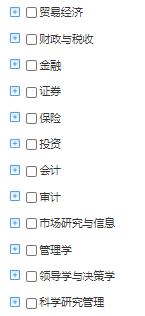 贸易经济
财政与税收
金融
证券
保险
投资
会计
审计
市场研究与信息
管理学
领导学与决策学
科学研究管理